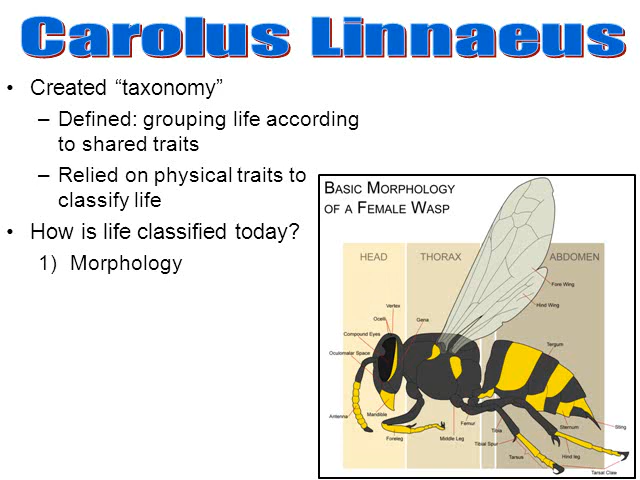 Carolus Linnaeus
• Created “taxonomy”
– Defined: grouping life according
to shared traits
– Relied on physical traits to
classify life
• How is life classified today?
1) Morphology
BASIC MORPHOLOGY
OF A FEMALE WASP
HEAD
THORAX
ABDOMEN
Fore Wing
Hind Wing
Vertex
Ocelli
Gena
Compound Eyes
Oculomalar Space
Tergum
Antenna
Mandible
Foreleg
Middle Leg
Femur
Tibia
Tibial Spur
Tarsus
Sternum
Sting
Hind leg
Tarsal Claw